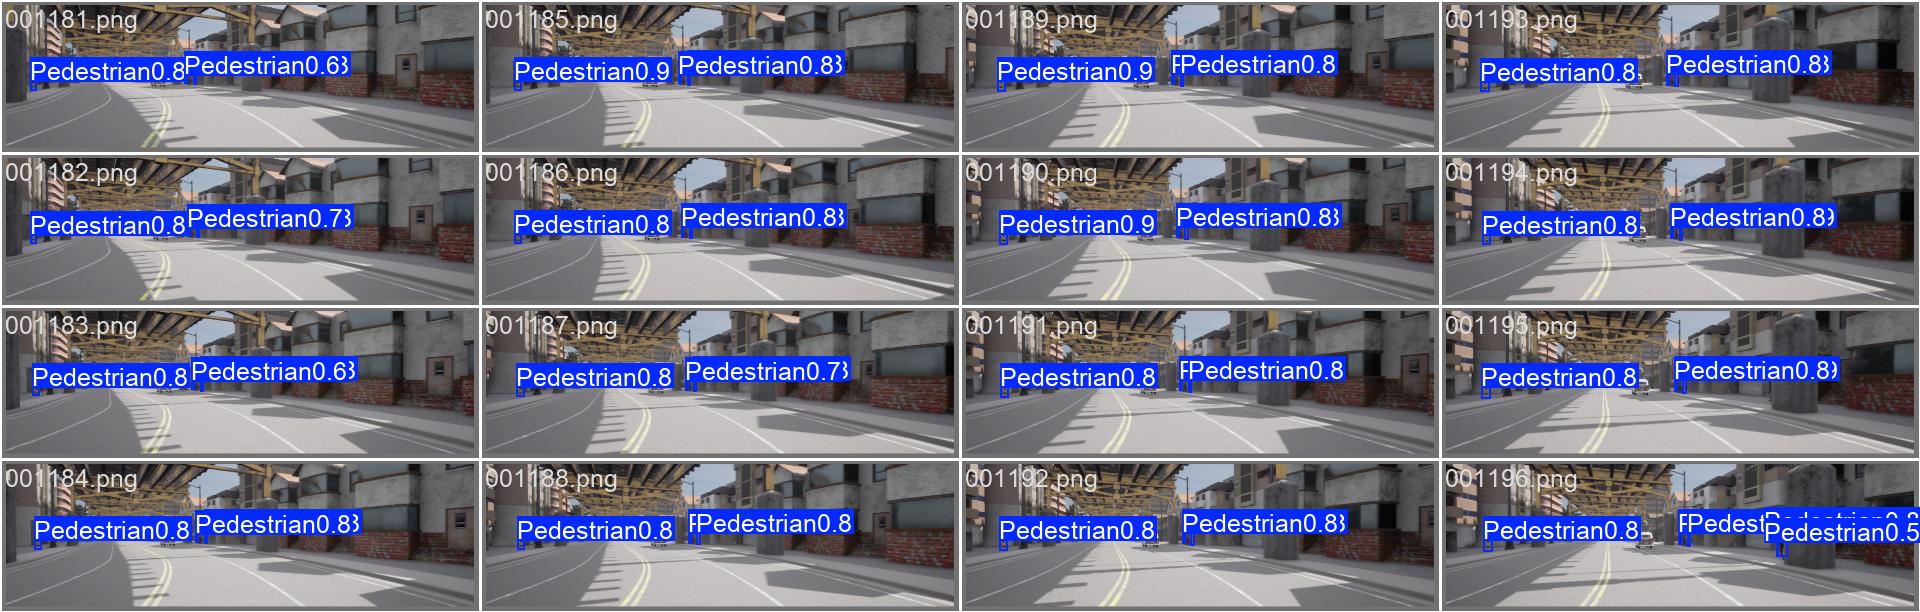 001181.png
Pedestrian0.8
Pedestrian0.6
001185.png
Pedestrian0.9
Pedestrian0.8
001189.png
Pedestrian0.9
Pedestrian0.8
001193.png
Pedestrian0.8
Pedestrian0.8
001182.png
Pedestrian0.8
Pedestrian0.7
001186.png
Pedestrian0.8
Pedestrian0.8
001190.png
Pedestrian0.9
Pedestrian0.8
001194.png
Pedestrian0.8
Pedestrian0.8
001183.png
Pedestrian0.8
Pedestrian0.6
001187.png
Pedestrian0.8
Pedestrian0.7
001191.png
Pedestrian0.8
Pedestrian0.8
001195.png
Pedestrian0.8
Pedestrian0.8
001184.png
Pedestrian0.8
Pedestrian0.8
001188.png
Pedestrian0.8
Pedestrian0.8
001192.png
Pedestrian0.8
Pedestrian0.8
001196.png
Pedestrian0.8
Pedest
Pedestrian0.5